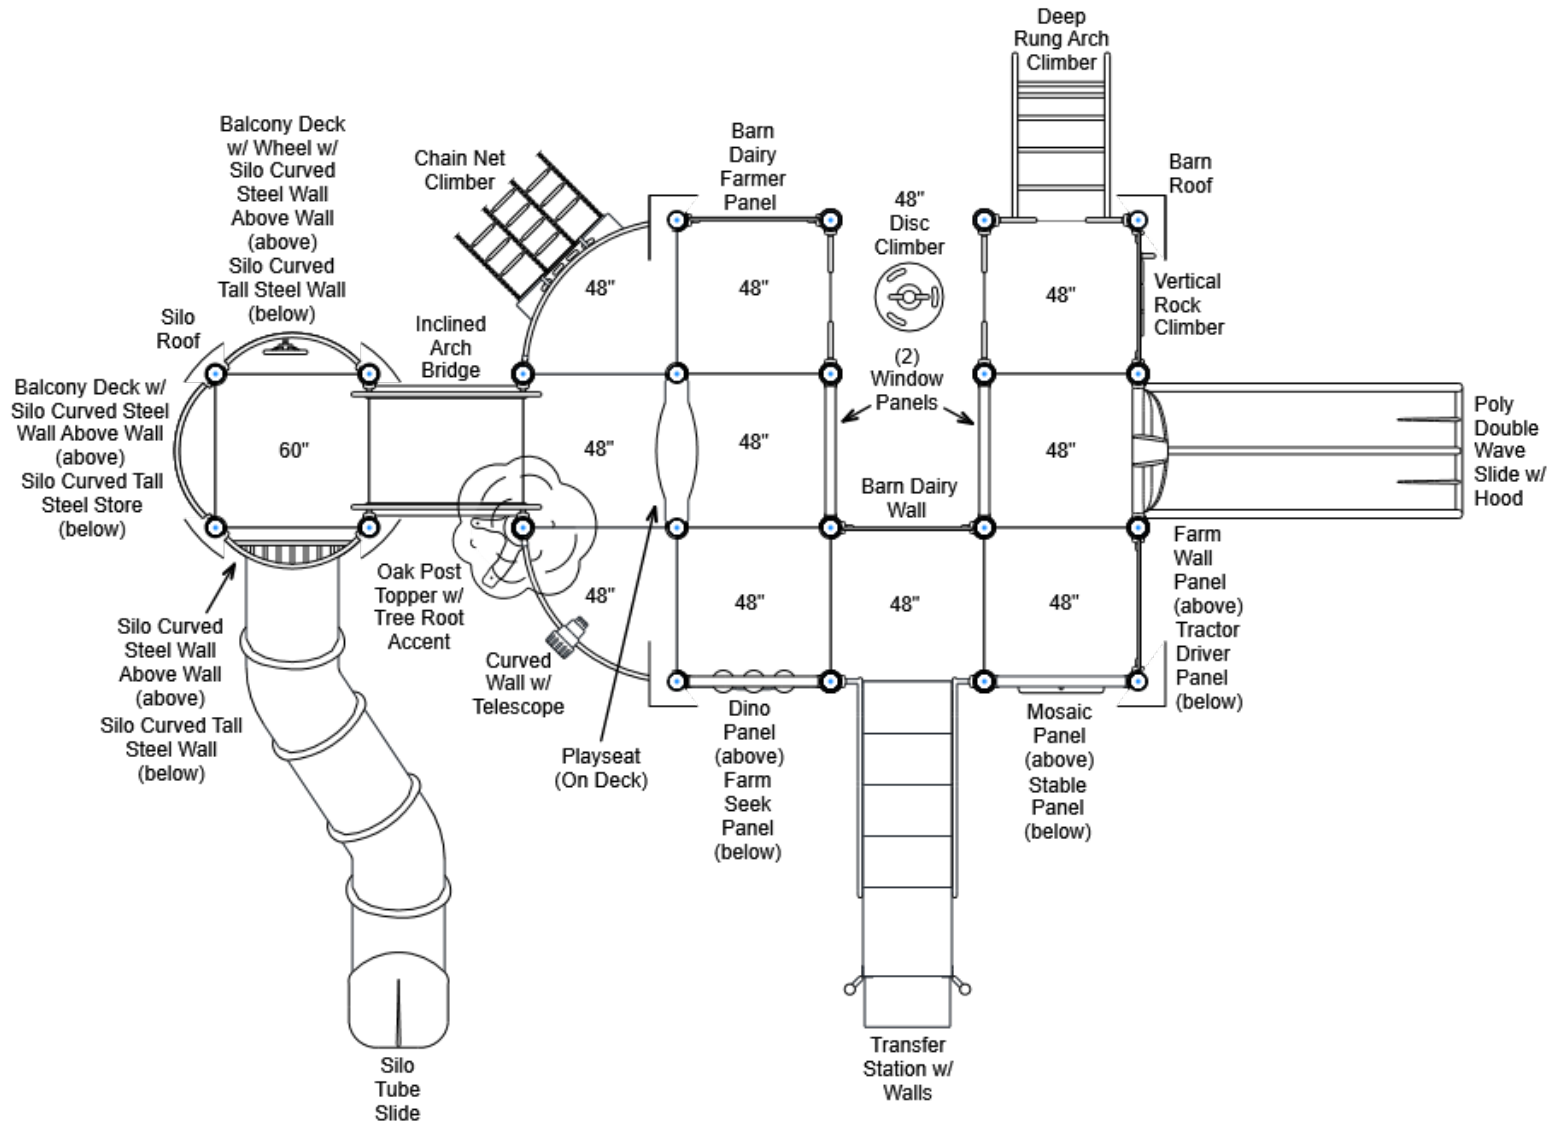 Deep
Rung Arch
Climber
Balcony Deck
w/ Wheel w/
Silo Curved
Steel Wall
Above Wall
(above)
Silo Curved
Tall Steel Wall
(below)
Chain Net
Climber
Barn
Dairy
Farmer
Panel
48"
Disc
Climber
Barn
Roof
48"
48"
48"
Vertical
Rock
Climber
Silo
Roof
Inclined
Arch
Bridge
(2)
Window
Panels
Balcony Deck w/
Silo Curved Steel
Wall Above Wall
(above)
Silo Curved Tall
Steel Store
(below)
60"
48"
48"
48"
Poly
Double
Wave
Slide w/
Hood
Barn Dairy
Wall
Oak Post
Topper w/
Tree Root
Accent
48"
48"
48"
48"
Farm
Wall
Panel
(above)
Tractor
Driver
Panel
(below)
Silo Curved
Steel Wall
Above Wall
(above)
Silo Curved Tall
Steel Wall
(below)
Curved
Wall w/
Telescope
Playseat
(On Deck)
Dino
Panel
(above)
Farm
Seek
Panel
(below)
Mosaic
Panel
(above)
Stable
Panel
(below)
Transfer
Station w/
Walls
Silo
Tube
Slide